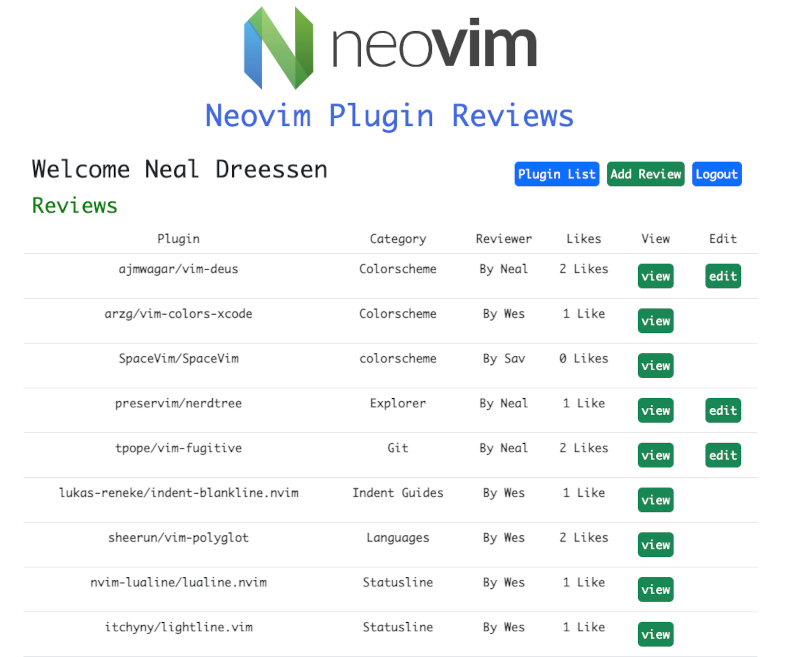 neovim
Neovim Plugin Reviews
Welcome Neal Dreessen
Plugin List Add Review Logout
Reviews
Plugin Category Reviewer Likes View Edit
ajmwagar/vim-deus Colorscheme By Neal 2 Likes view edit
arzg/vim-colors-xcode Colorscheme By Wes 1 Like view
SpaceVim/SpaceVim colorscheme By Sav 0 Likes view
preservim/nerdtree Explorer By Neal 1 Like view edit
tpope/vim-fugitive Git By Neal 2 Likes view edit
lukas-reneke/indent-blankline.nvim Indent Guides By Wes 1 Like view
sheerun/vim-polyglot Languages By Wes 2 Likes view
nvim-lualine/lualine.nvim Statusline By Wes 1 Like view
itchyny/lightline.vim Statusline By Wes 1 Like view